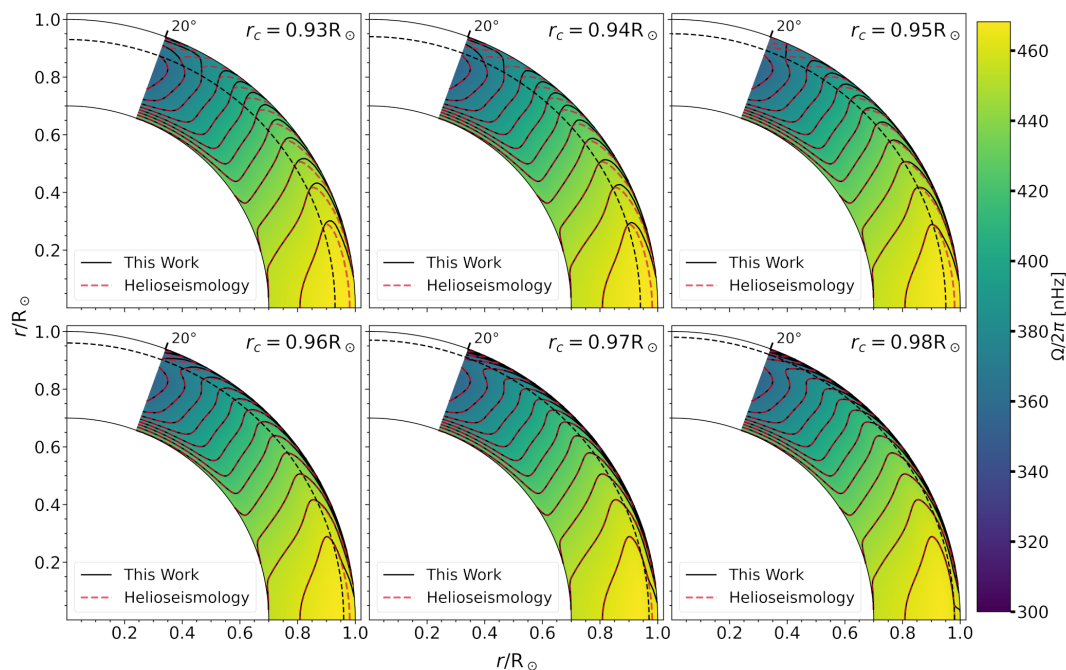 1.0
0.8
0.6
0.4
0.2
20°
r_c = 0.93R_⊙
This Work
Helioseismology
20°
r_c = 0.94R_⊙
This Work
Helioseismology
20°
r_c = 0.95R_⊙
This Work
Helioseismology
1.0
0.8
0.6
0.4
0.2
20°
r_c = 0.96R_⊙
This Work
Helioseismology
0.2 0.4 0.6 0.8 1.0
20°
r_c = 0.97R_⊙
This Work
Helioseismology
0.2 0.4 0.6 0.8 1.0
20°
r_c = 0.98R_⊙
This Work
Helioseismology
0.2 0.4 0.6 0.8 1.0
r/R_⊙
r/R_⊙
460
440
420
400
380
360
340
320
300
Ω/2π [nHz]